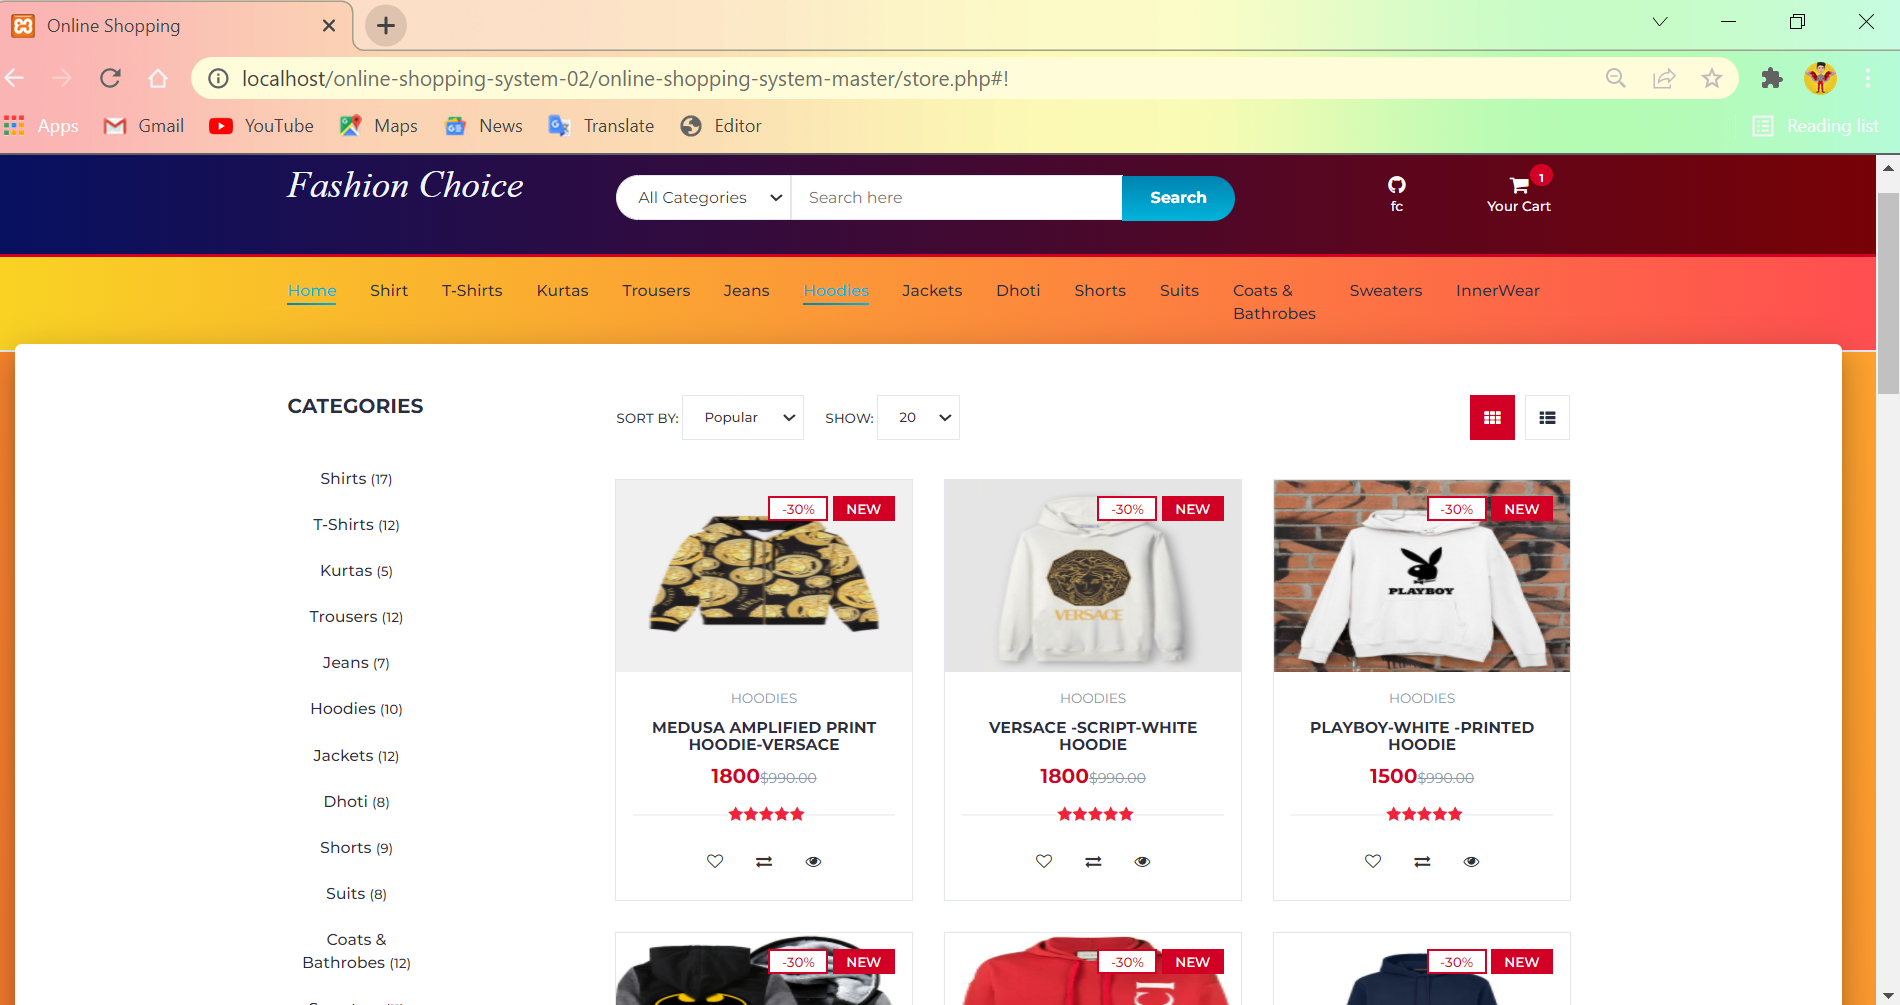 Online Shopping
localhost/online-shopping-system-02/online-shopping-system-master/store.php#!
Apps Gmail YouTube Maps News Translate Editor Reading list
Fashion Choice
All Categories Search here Search
fc
1
Your Cart
Home Shirt T-Shirts Kurtas Trousers Jeans Hoodies Jackets Dhoti Shorts Suits Coats & Bathrobes Sweaters InnerWear
CATEGORIES
Shirts (17)
T-Shirts (12)
Kurtas (5)
Trousers (12)
Jeans (7)
Hoodies (10)
Jackets (12)
Dhoti (8)
Shorts (9)
Suits (8)
Coats &
Bathrobes (12)
SORT BY: Popular SHOW: 20
-30% NEW
HOODIES
MEDUSA AMPLIFIED PRINT
HOODIE-VERSACE
1800$990.00
-30% NEW
VERSACE
HOODIES
VERSACE -SCRIPT-WHITE
HOODIE
1800$990.00
-30% NEW
PLAYBOY
HOODIES
PLAYBOY-WHITE -PRINTED
HOODIE
1500$990.00
-30% NEW
-30% NEW
-30% NEW